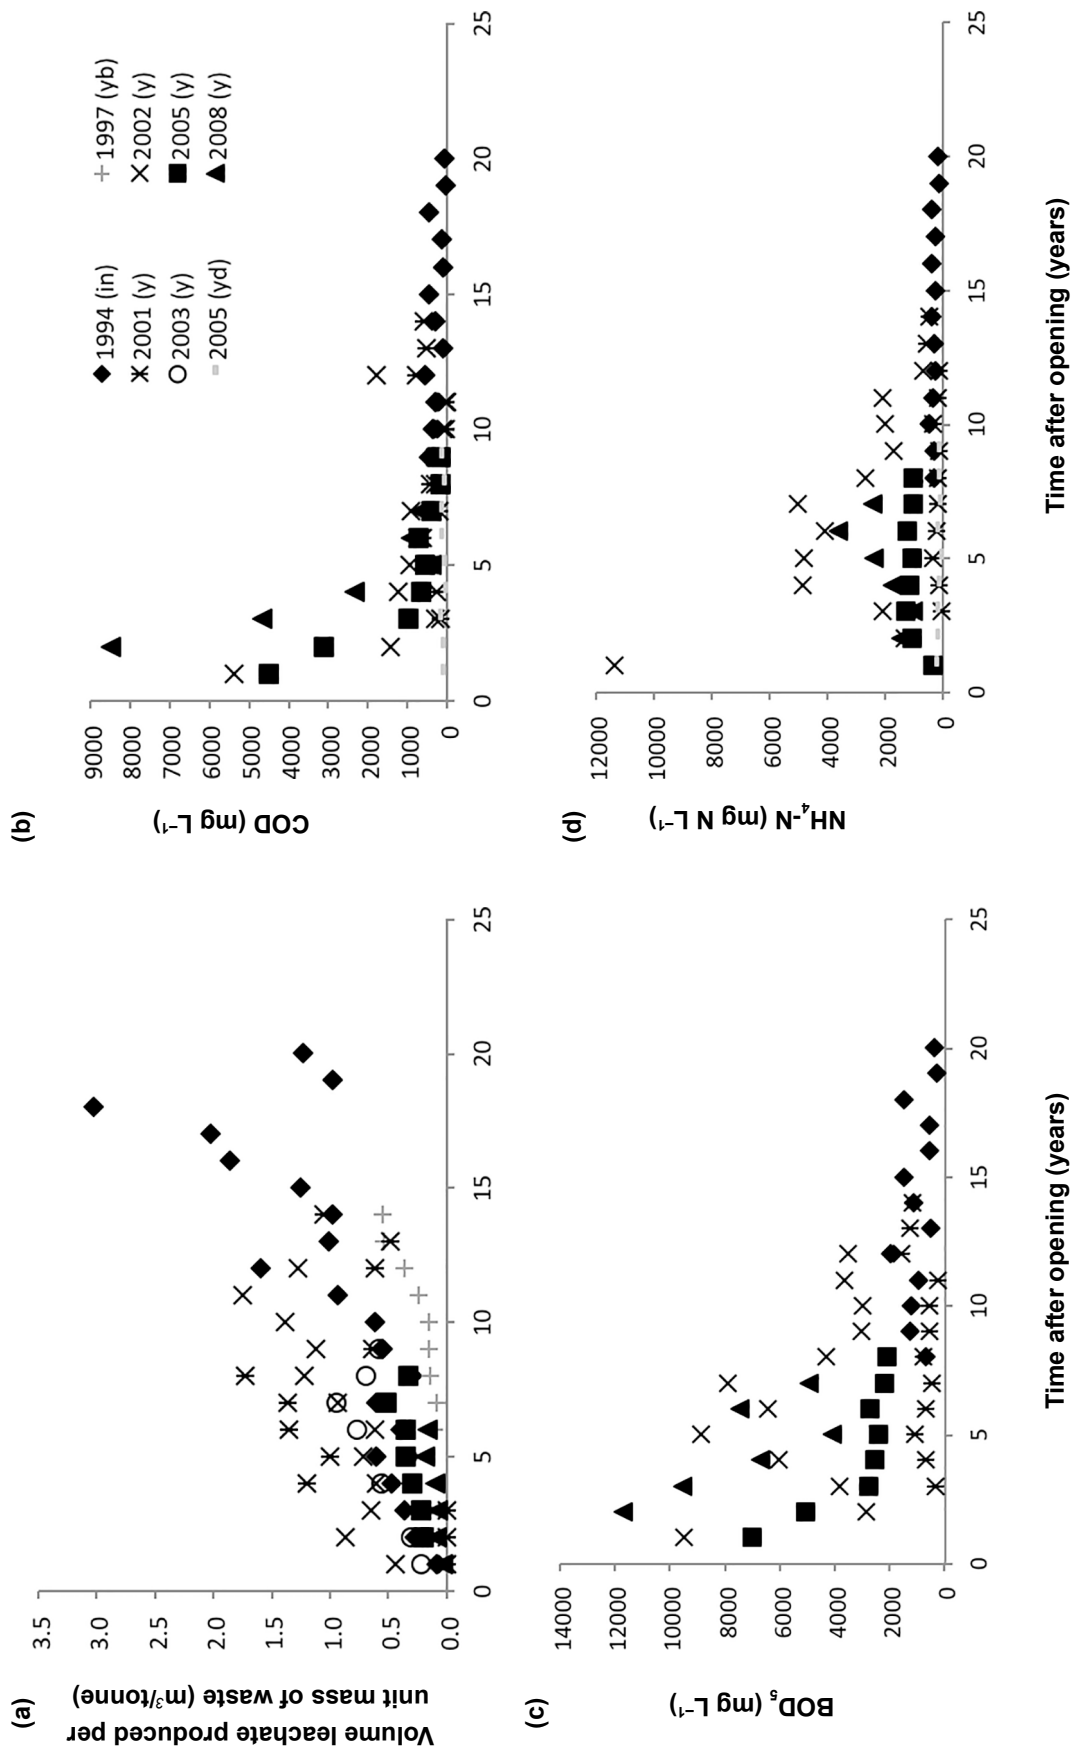 (a)
Volume leachate produced per
unit mass of waste (m³/tonne)
3.5
3.0
2.5
2.0
1.5
1.0
0.5
0.0
0 5 10 15 20 25
(b)
COD (mg L⁻¹)
9000
8000
7000
6000
5000
4000
3000
2000
1000
0
0 5 10 15 20 25
1994 (in) 1997 (yb)
2001 (y) 2002 (y)
2003 (y) 2005 (y)
2005 (yd) 2008 (y)
(c)
BOD₅ (mg L⁻¹)
14000
12000
10000
8000
6000
4000
2000
0
0 5 10 15 20 25
Time after opening (years)
(d)
NH₄-N (mg N L⁻¹)
12000
10000
8000
6000
4000
2000
0
0 5 10 15 20 25
Time after opening (years)